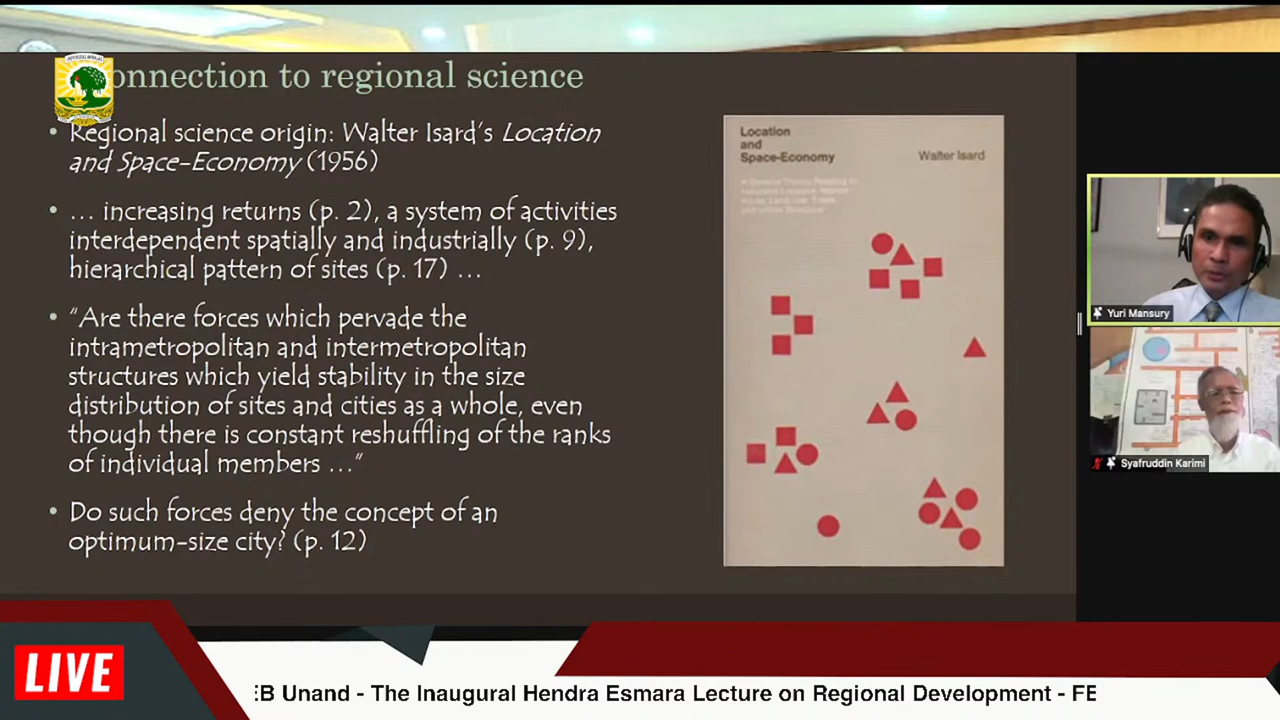 onnection to regional science
• Regional science origin: Walter Isard's Location
and Space-Economy (1956)
• … increasing returns (p. 2), a system of activities
interdependent spatially and industrially (p. 9),
hierarchical pattern of sites (p. 17) …
• "Are there forces which pervade the
intrametropolitan and intermetropolitan
structures which yield stability in the size
distribution of sites and cities as a whole, even
though there is constant reshuffling of the ranks
of individual members …"
• Do such forces deny the concept of an
optimum-size city? (p. 12)
Location
and
Space-Economy
Walter Isard
Yuri Mansury
Syafruddin Karimi
LIVE
EB Unand - The Inaugural Hendra Esmara Lecture on Regional Development - FE